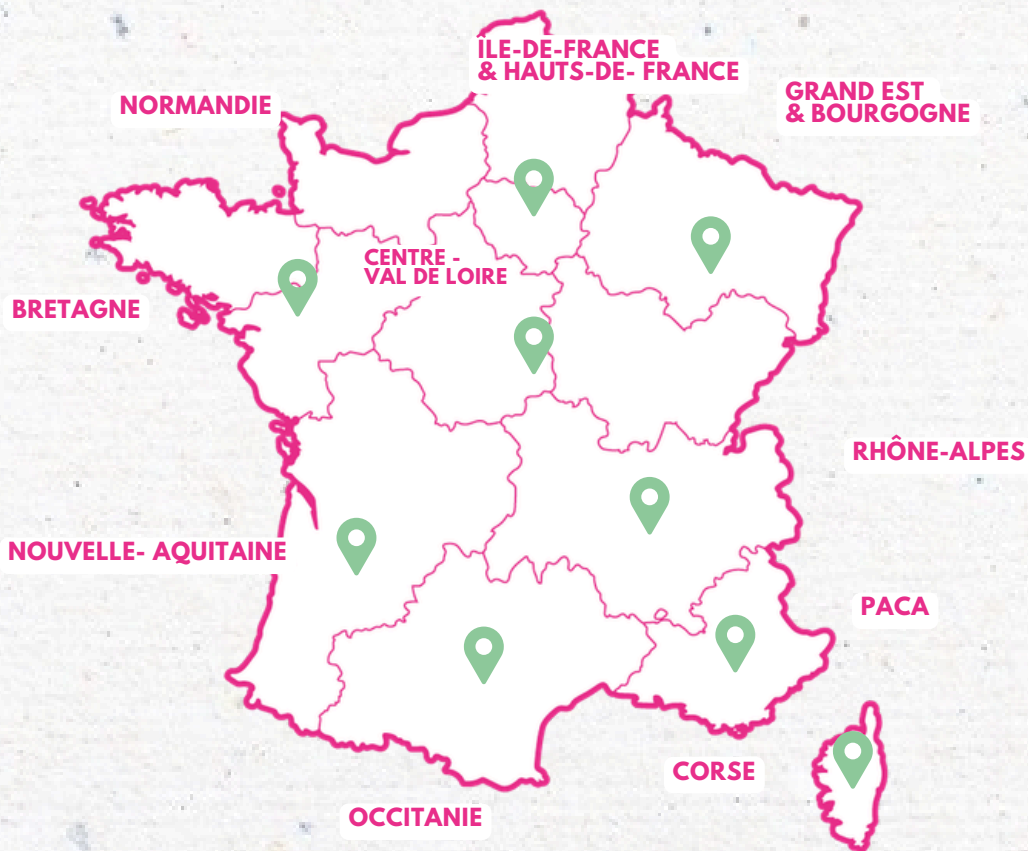 ÎLE-DE-FRANCE
& HAUTS-DE- FRANCE
NORMANDIE
GRAND EST
& BOURGOGNE
CENTRE -
VAL DE LOIRE
BRETAGNE
RHÔNE-ALPES
NOUVELLE- AQUITAINE
PACA
CORSE
OCCITANIE